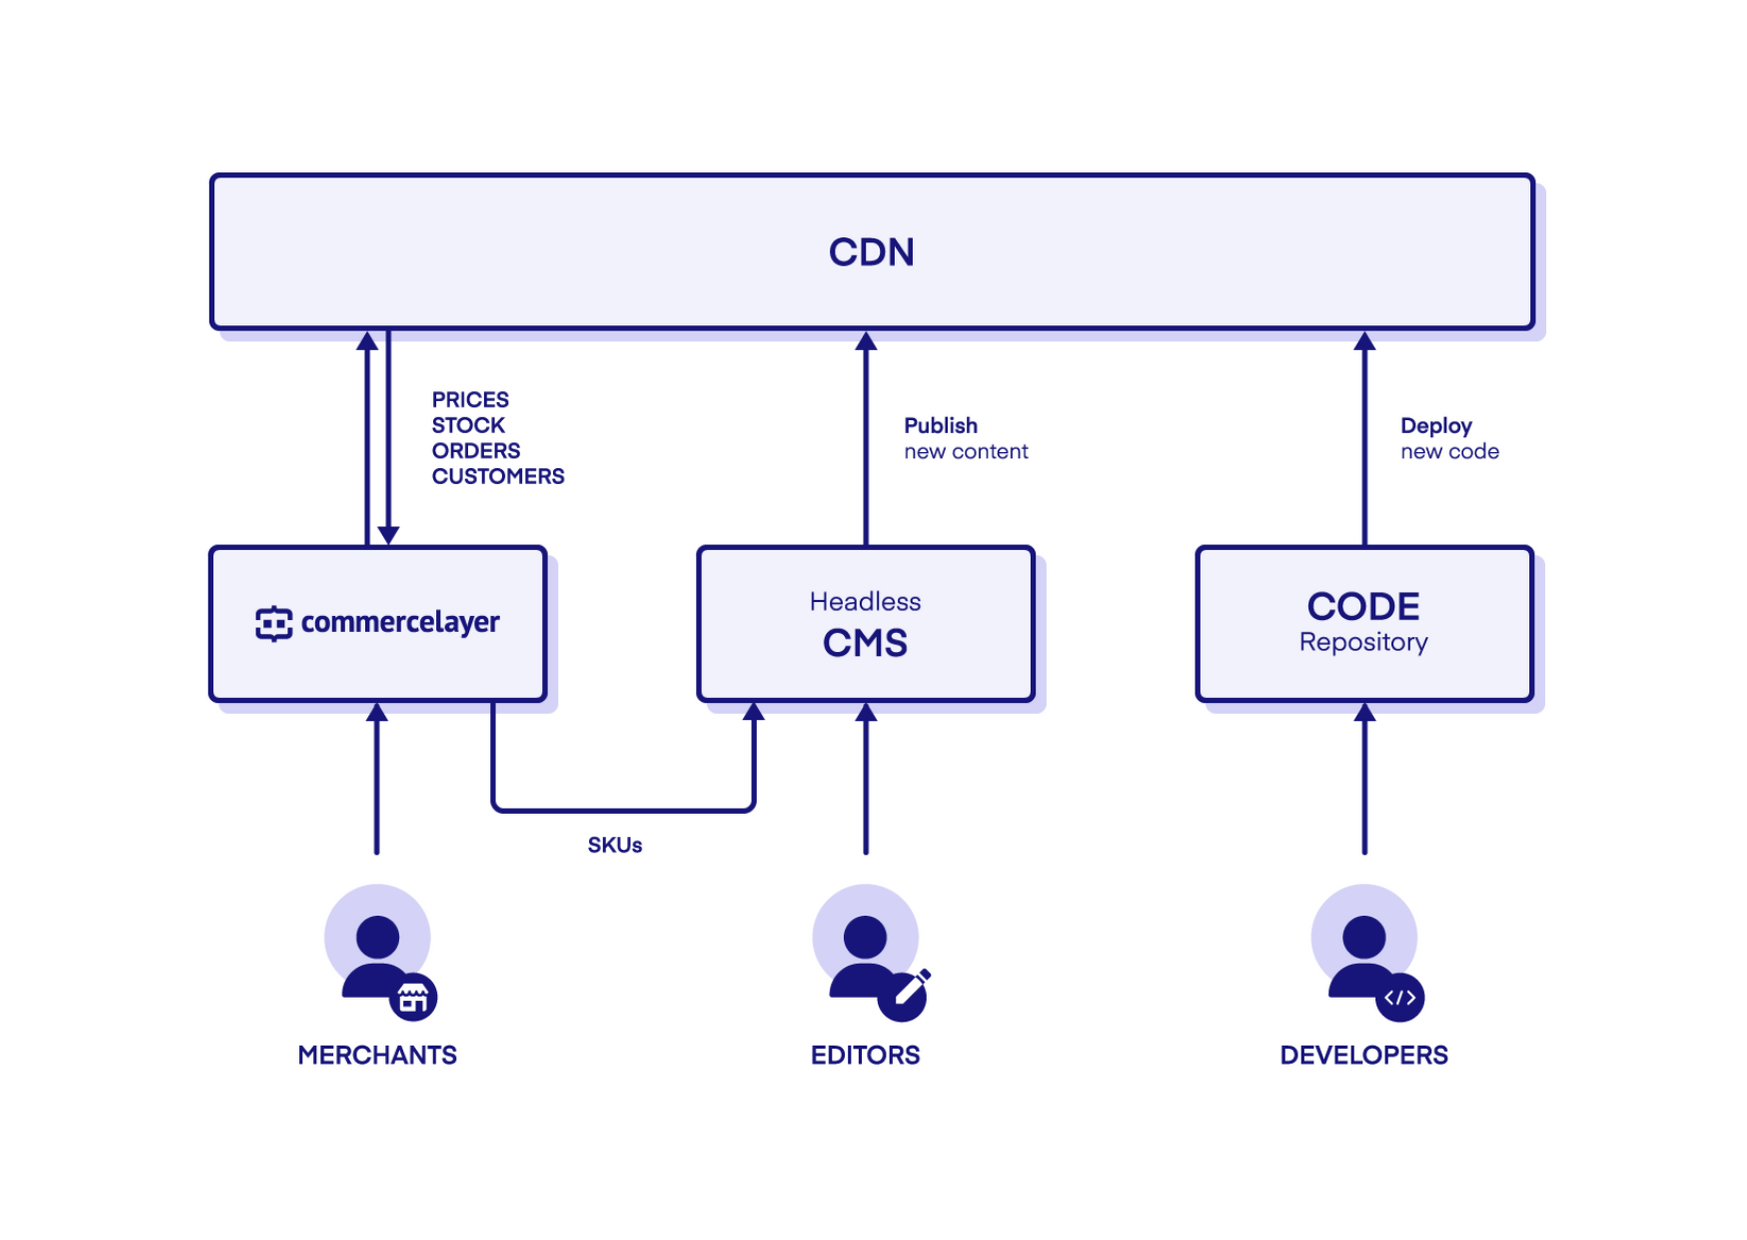 CDN
PRICES
STOCK
ORDERS
CUSTOMERS
Publish
new content
Deploy
new code
commercelayer
Headless
CMS
CODE
Repository
SKUs
</>
MERCHANTS
EDITORS
DEVELOPERS